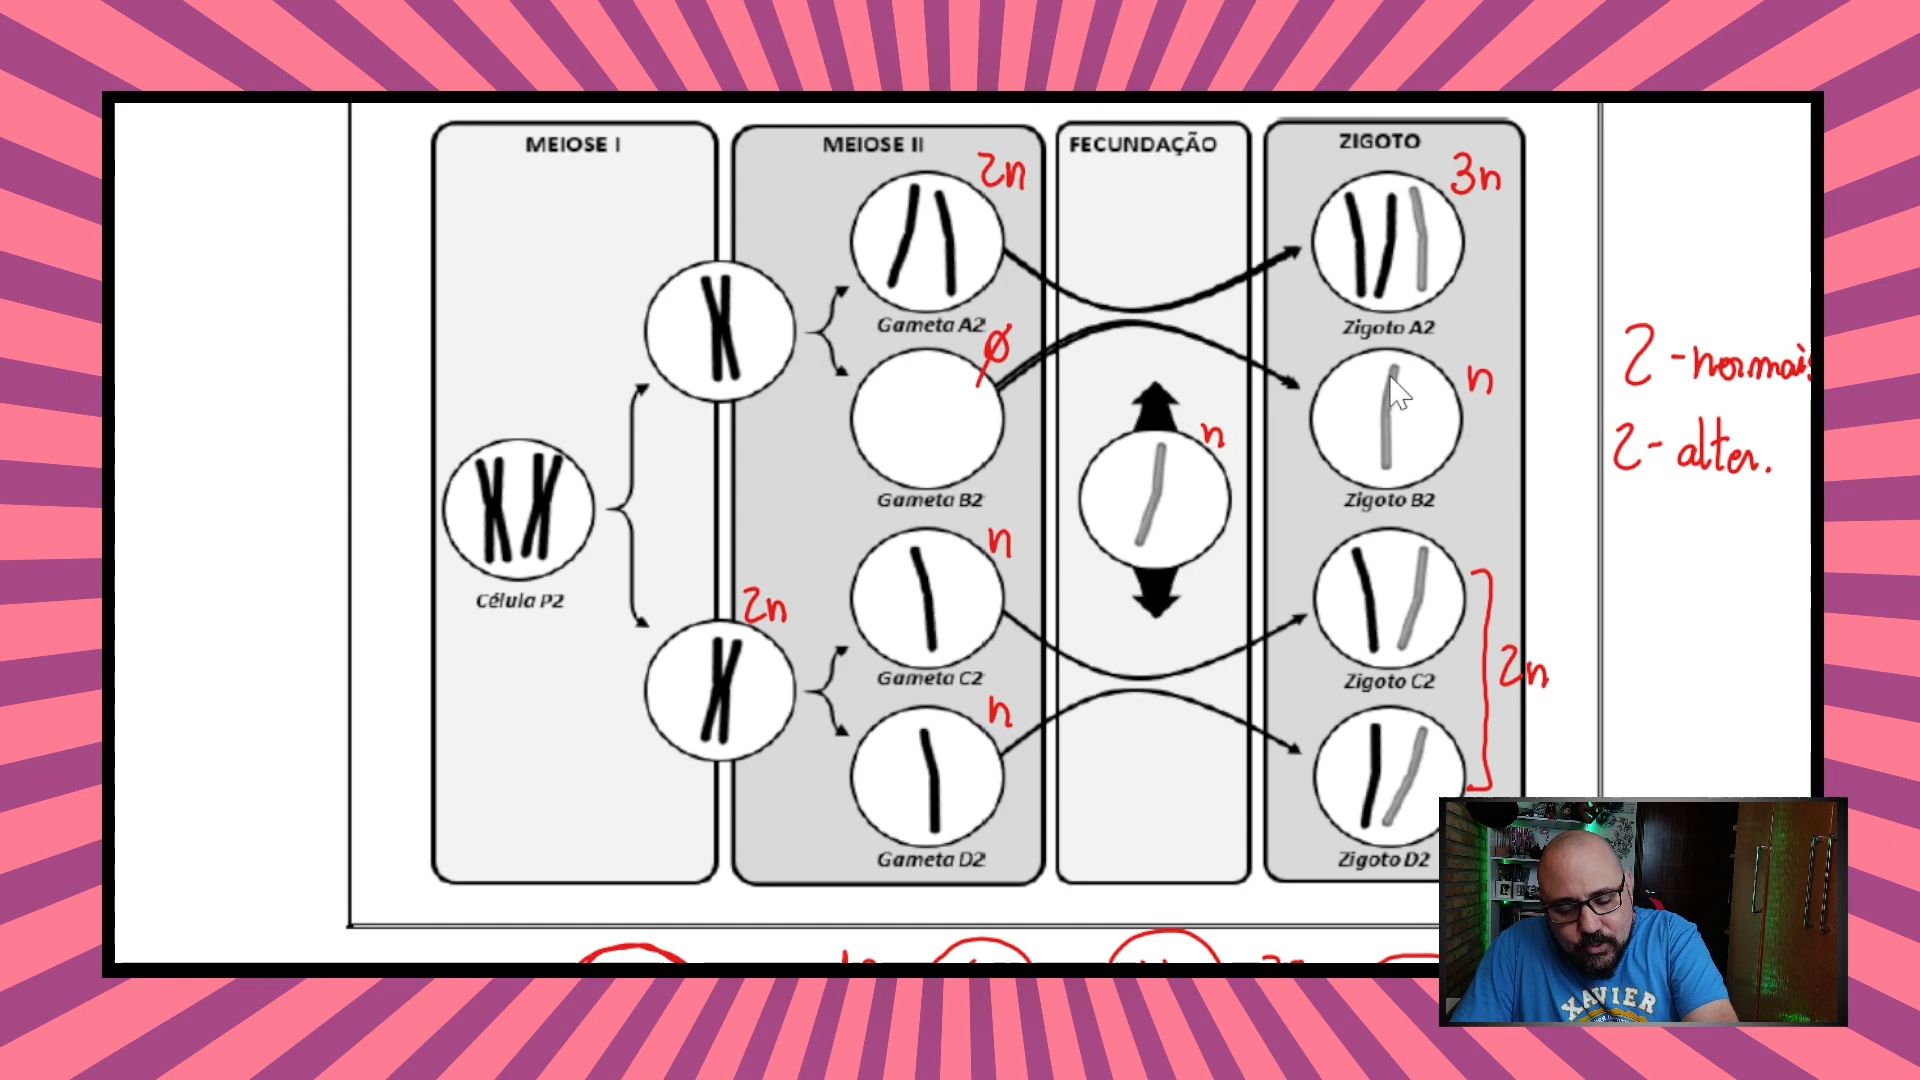 MEIOSE I
MEIOSE II
FECUNDAÇÃO
ZIGOTO
2n
3n
Gameta A2
Zigoto A2
Ø
n
2 - normais
n
2 - alter.
Gameta B2
Zigoto B2
n
Célula P2
2n
Gameta C2
Zigoto C2
2n
n
Gameta D2
Zigoto D2
XAVIER